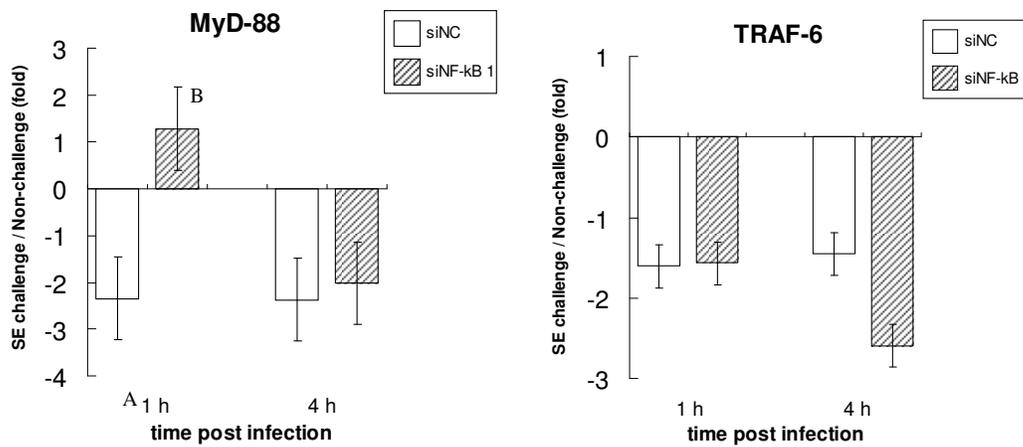 MyD-88
siNC
siNF-kB 1
SE challenge / Non-challenge (fold)
3
2
1
0
-1
-2
-3
-4
B
A
1 h
4 h
time post infection
TRAF-6
siNC
siNF-kB
SE challenge / Non-challenge (fold)
1
0
-1
-2
-3
1 h
4 h
time post infection